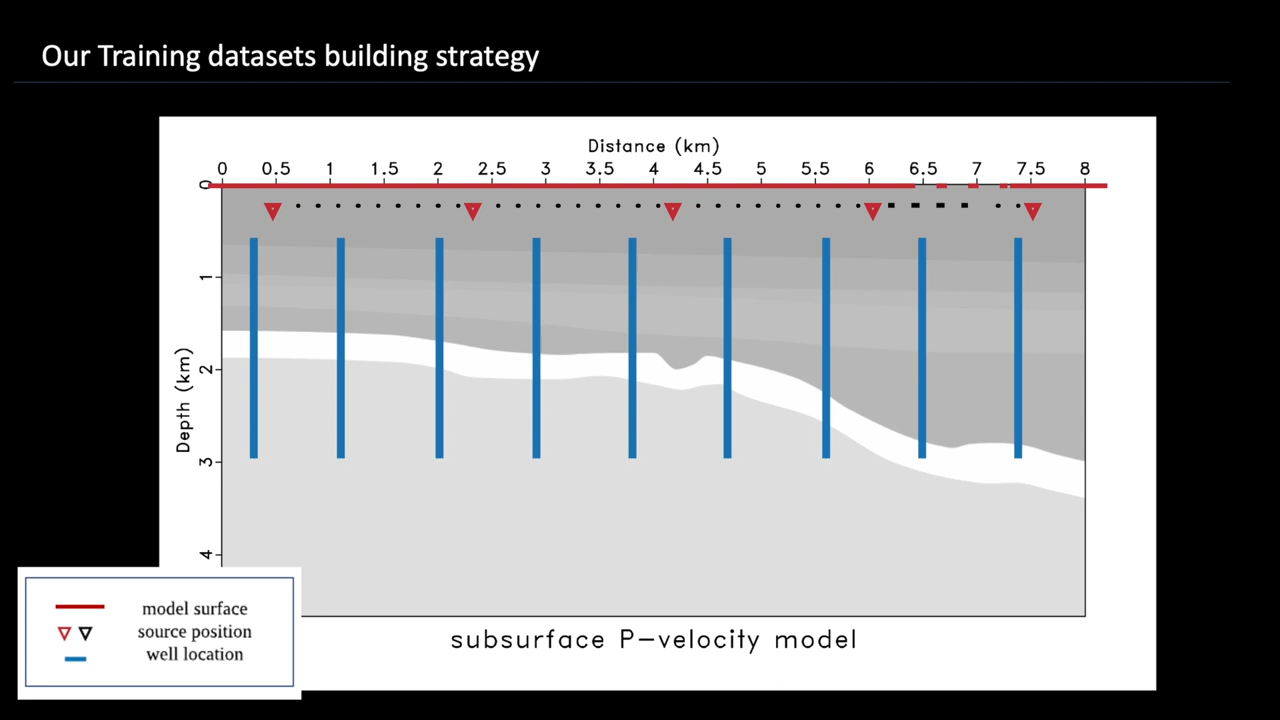 Our Training datasets building strategy
Distance (km)
0 0.5 1 1.5 2 2.5 3 3.5 4 4.5 5 5.5 6 6.5 7 7.5 8
0
1
2
3
4
Depth (km)
subsurface P-velocity model
model surface
source position
well location